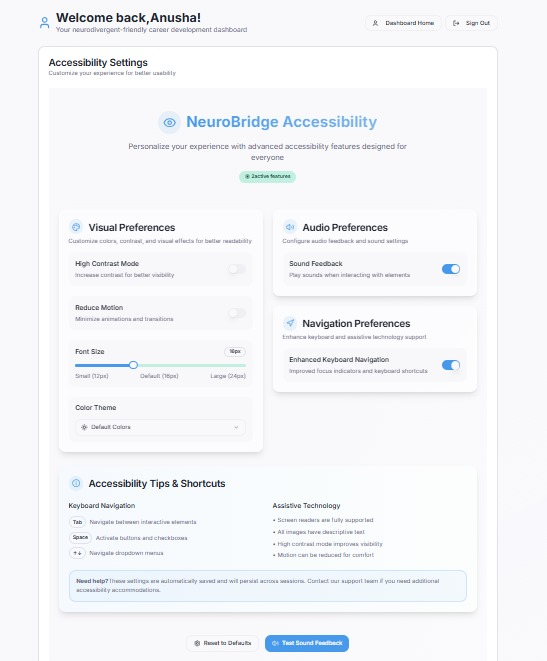 Welcome back,Anusha!
Your neurodivergent-friendly career development dashboard
Dashboard Home
Sign Out
Accessibility Settings
Customize your experience for better usability
NeuroBridge Accessibility
Personalize your experience with advanced accessibility features designed for
everyone
2active features
Visual Preferences
Customize colors, contrast, and visual effects for better readability
High Contrast Mode
Increase contrast for better visibility
Reduce Motion
Minimize animations and transitions
Font Size
16px
Small (12px)
Default (16px)
Large (24px)
Color Theme
Default Colors
Audio Preferences
Configure audio feedback and sound settings
Sound Feedback
Play sounds when interacting with elements
Navigation Preferences
Enhance keyboard and assistive technology support
Enhanced Keyboard Navigation
Improved focus indicators and keyboard shortcuts
Accessibility Tips & Shortcuts
Keyboard Navigation
Tab Navigate between interactive elements
Space Activate buttons and checkboxes
↑↓ Navigate dropdown menus
Assistive Technology
• Screen readers are fully supported
• All images have descriptive text
• High contrast mode improves visibility
• Motion can be reduced for comfort
Need help? These settings are automatically saved and will persist across sessions. Contact our support team if you need additional
accessibility accommodations.
Reset to Defaults
Test Sound Feedback